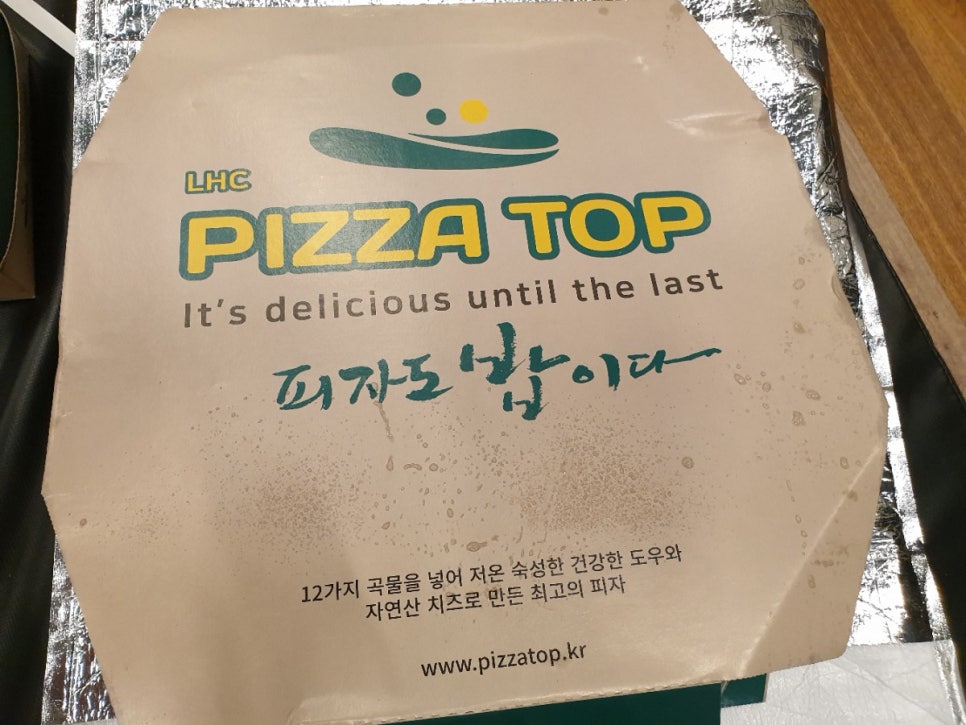 LHC
PIZZA TOP
It's delicious until the last
피자도 밥이다
12가지 곡물을 넣어 저온 숙성한 건강한 도우와
자연산 치즈로 만든 최고의 피자
www.pizzatop.kr